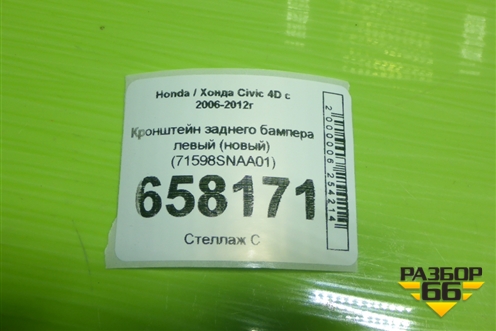 Honda / Хонда Civic 4D с
2006-2012г
Кронштейн заднего бампера
левый (новый)
(71598SNAA01)
658171
Стеллаж С
2000006254214
РАЗБОР
66